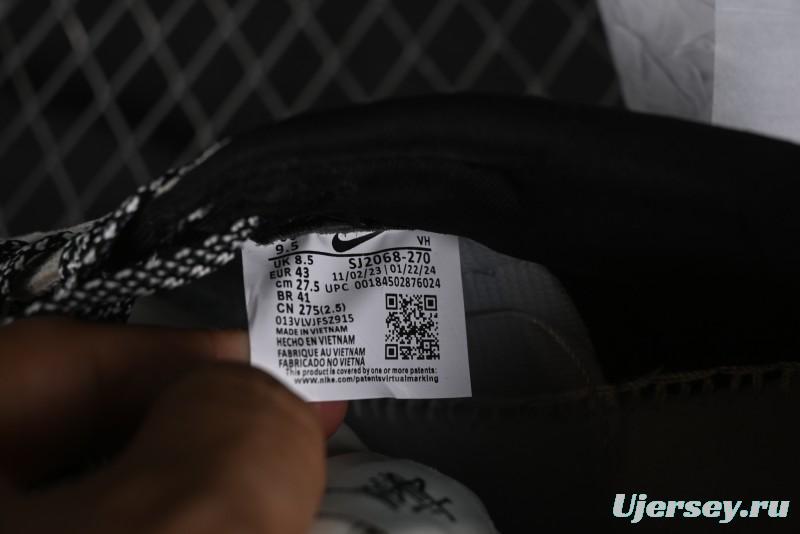 9.5
VH
UK 8.5
SJ2068-270
EUR 43
11/02/23 | 01/22/24
cm 27.5
UPC 00184502876024
BR 41
CN 275(2.5)
013VLVJFSZ915
MADE IN VIETNAM
HECHO EN VIETNAM
FABRIQUE AU VIETNAM
FABRICADO NO VIETNÃ
This product is covered by one or more patents:
www.nike.com/patentsvirtualmarking
Ujersey.ru